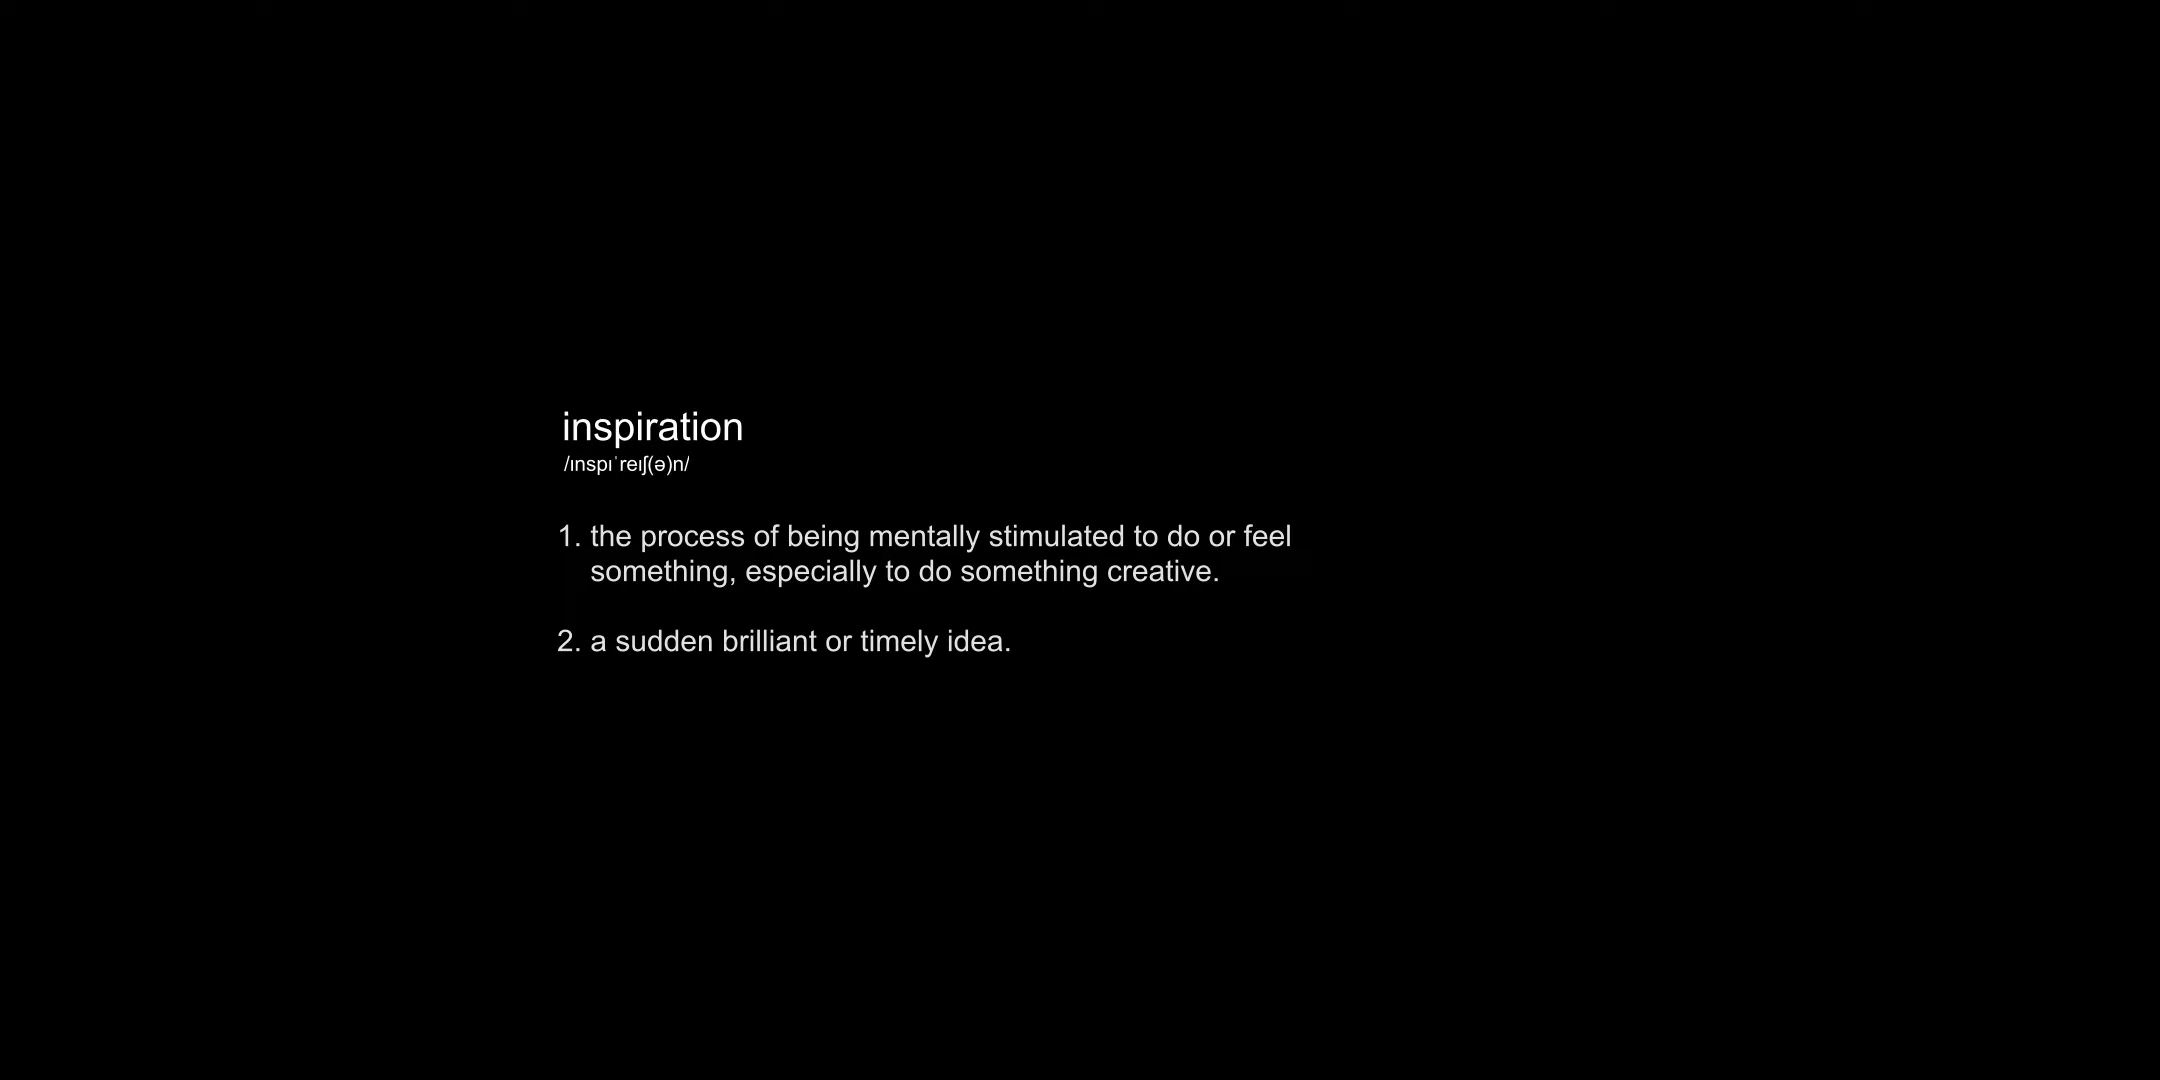 inspiration
/ɪnspɪˈreɪʃ(ə)n/
1. the process of being mentally stimulated to do or feel
something, especially to do something creative.
2. a sudden brilliant or timely idea.